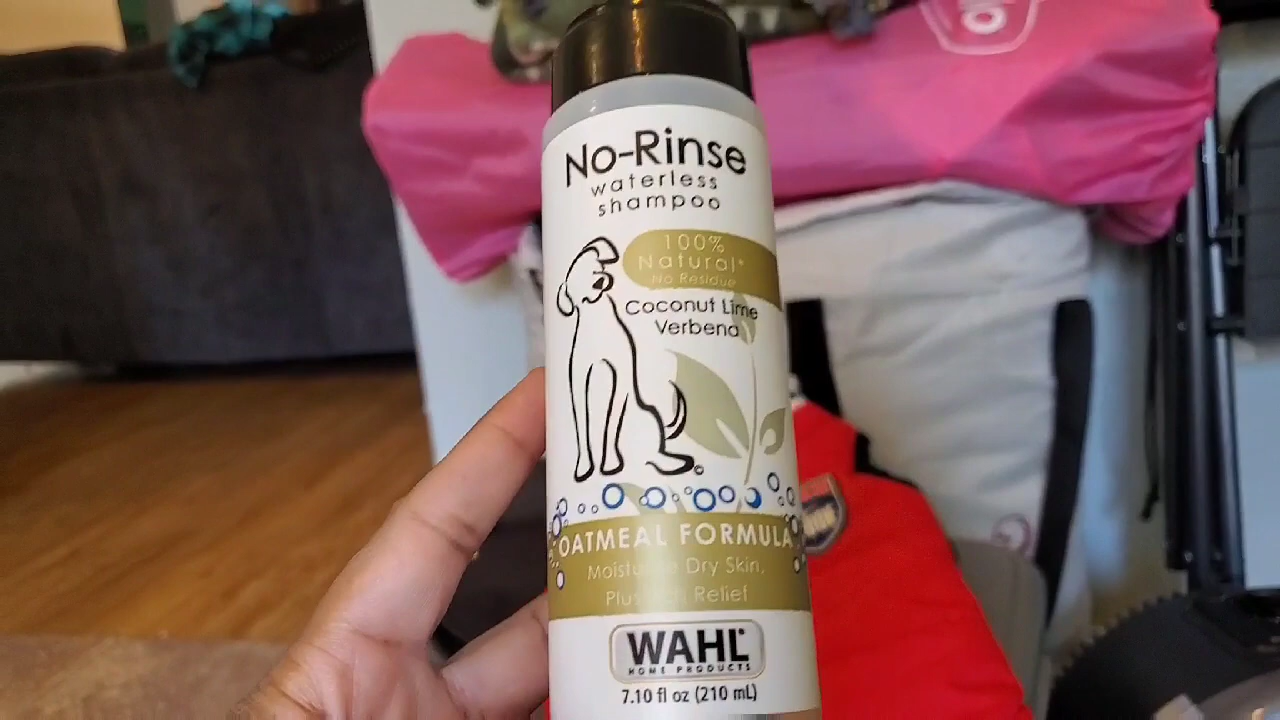 No-Rinse
waterless
shampoo
100%
Natural*
No Residue
Coconut Lime
Verbena
OATMEAL FORMULA
Dry Skin,
Relief
WAHL®
HOME PRODUCTS
7.10 fl oz (210 mL)